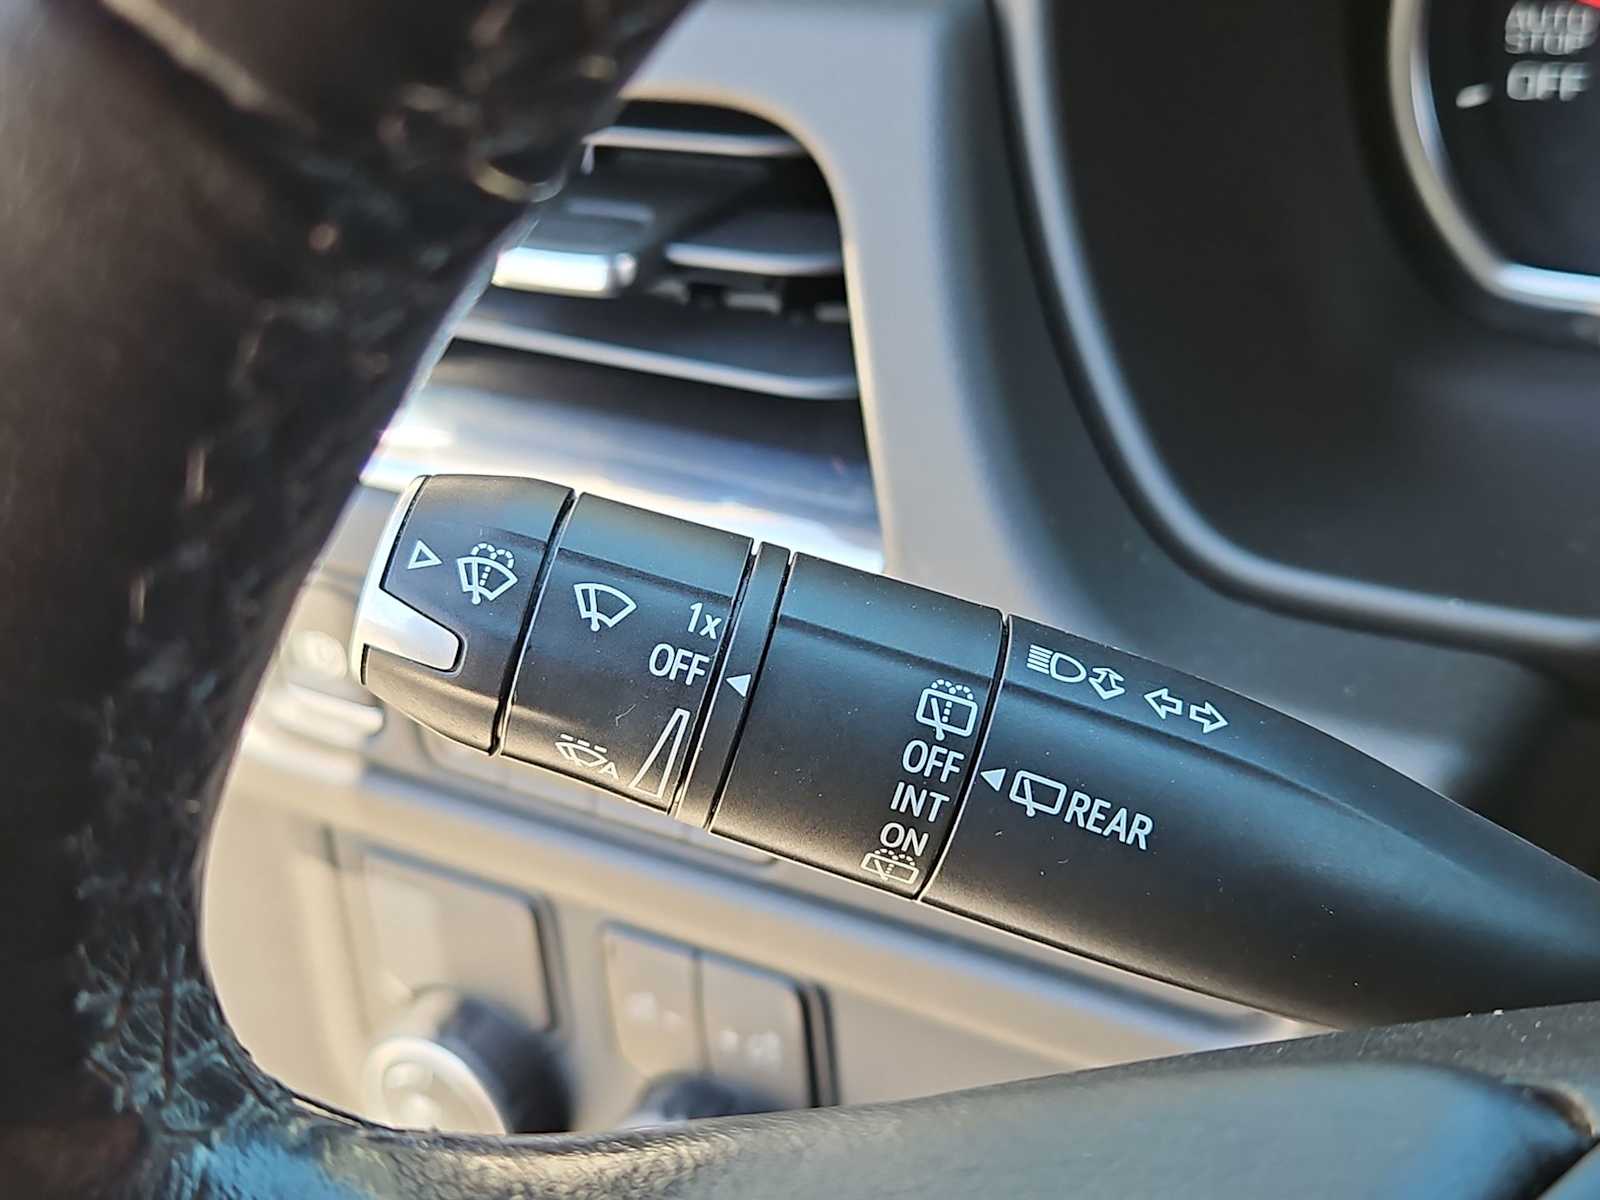 AUTO
STOP
OFF
1x
OFF
A
OFF
INT
ON
REAR